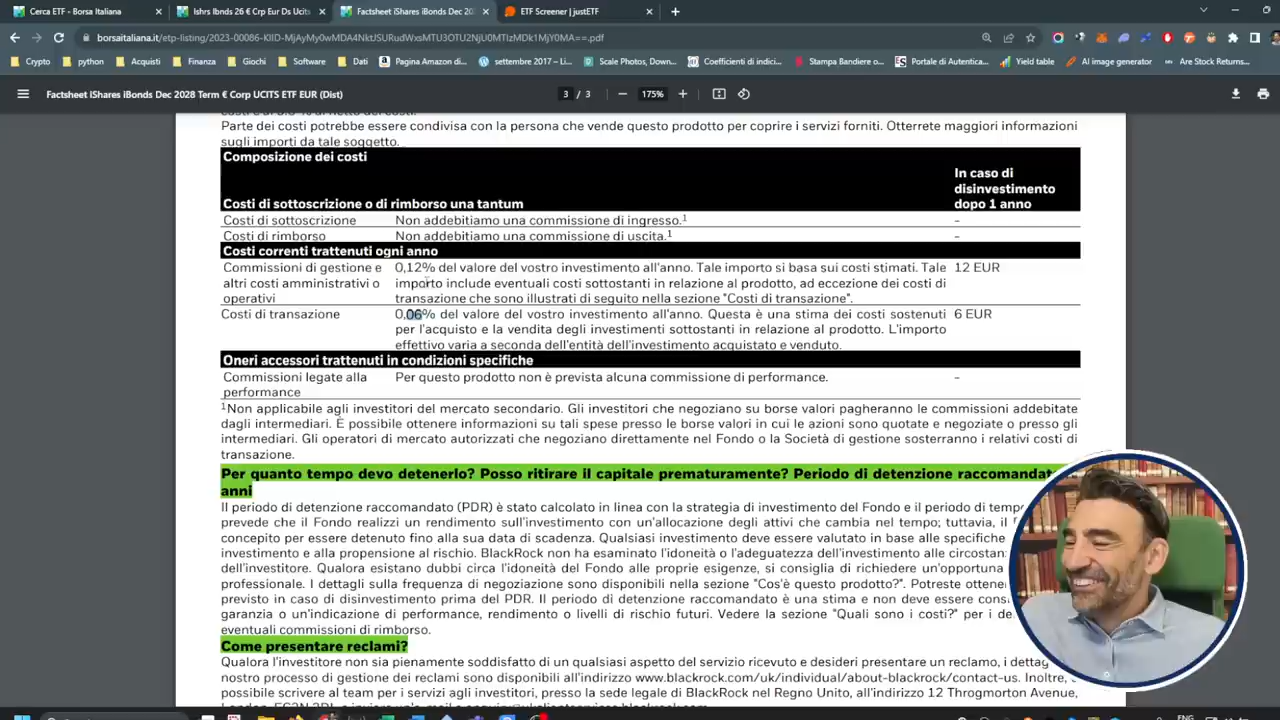 Cerca ETF - Borsa Italiana
Ishrs Ibnds 26 € Crp Eur Ds Ucits
Factsheet iShares iBonds Dec 202
ETF Screener | justETF
borsaitaliana.it/etp-listing/
Crypto
python
Acquisti
Finanza
Giochi
Software
Dati
Pagina Amazon di...
settembre 2017 – Li...
Scale Photos, Down...
Coefficienti di indici...
Stampa Bandiere o...
Portale di Autentica...
Yield table
AI image generator
Are Stock Returns...
Factsheet iShares iBonds Dec 2028 Term € Corp UCITS ETF EUR (Dist)
3 / 3
175%
Parte dei costi potrebbe essere condivisa con la persona che vende questo prodotto per coprire i servizi forniti. Otterrete maggiori informazioni
sugli importi da tale soggetto.
Composizione dei costi
In caso di
disinvestimento
dopo 1 anno
Costi di sottoscrizione o di rimborso una tantum
Costi di sottoscrizione Non addebitiamo una commissione di ingresso.¹ -
Costi di rimborso Non addebitiamo una commissione di uscita.¹ -
Costi correnti trattenuti ogni anno
Commissioni di gestione e 0,12% del valore del vostro investimento all'anno. Tale importo si basa sui costi stimati. Tale 12 EUR
altri costi amministrativi o importo include eventuali costi sottostanti in relazione al prodotto, ad eccezione dei costi di
operativi transazione che sono illustrati di seguito nella sezione "Costi di transazione".
Costi di transazione 0,06% del valore del vostro investimento all'anno. Questa è una stima dei costi sostenuti 6 EUR
per l'acquisto e la vendita degli investimenti sottostanti in relazione al prodotto. L'importo
effettivo varia a seconda dell'entità dell'investimento acquistato e venduto.
Oneri accessori trattenuti in condizioni specifiche
Commissioni legate alla Per questo prodotto non è prevista alcuna commissione di performance. -
performance
¹Non applicabile agli investitori del mercato secondario. Gli investitori che negoziano su borse valori pagheranno le commissioni addebitate
dagli intermediari. È possibile ottenere informazioni su tali spese presso le borse valori in cui le azioni sono quotate e negoziate o presso gli
intermediari. Gli operatori di mercato autorizzati che negoziano direttamente nel Fondo o la Società di gestione sosterranno i relativi costi di
transazione.
Per quanto tempo devo detenerlo? Posso ritirare il capitale prematuramente? Periodo di detenzione raccomandat
anni
Il periodo di detenzione raccomandato (PDR) è stato calcolato in linea con la strategia di investimento del Fondo e il periodo di temp
prevede che il Fondo realizzi un rendimento sull'investimento con un'allocazione degli attivi che cambia nel tempo; tuttavia, il
concepito per essere detenuto fino alla sua data di scadenza. Qualsiasi investimento deve essere valutato in base alle specifiche
investimento e alla propensione al rischio. BlackRock non ha esaminato l'idoneità o l'adeguatezza dell'investimento alle circostan
dell'investitore. Qualora esistano dubbi circa l'idoneità del Fondo alle proprie esigenze, si consiglia di richiedere un'opportuna
professionale. I dettagli sulla frequenza di negoziazione sono disponibili nella sezione "Cos'è questo prodotto?". Potreste ottene
previsto in caso di disinvestimento prima del PDR. Il periodo di detenzione raccomandato è una stima e non deve essere cons
garanzia o un'indicazione di performance, rendimento o livelli di rischio futuri. Vedere la sezione "Quali sono i costi?" per i de
eventuali commissioni di rimborso.
Come presentare reclami?
Qualora l'investitore non sia pienamente soddisfatto di un qualsiasi aspetto del servizio ricevuto e desideri presentare un reclamo, i dettag
nostro processo di gestione dei reclami sono disponibili all'indirizzo www.blackrock.com/uk/individual/about-blackrock/contact-us. Inoltre,
possibile scrivere al team per i servizi agli investitori, presso la sede legale di BlackRock nel Regno Unito, all'indirizzo 12 Throgmorton Avenue,
ENG